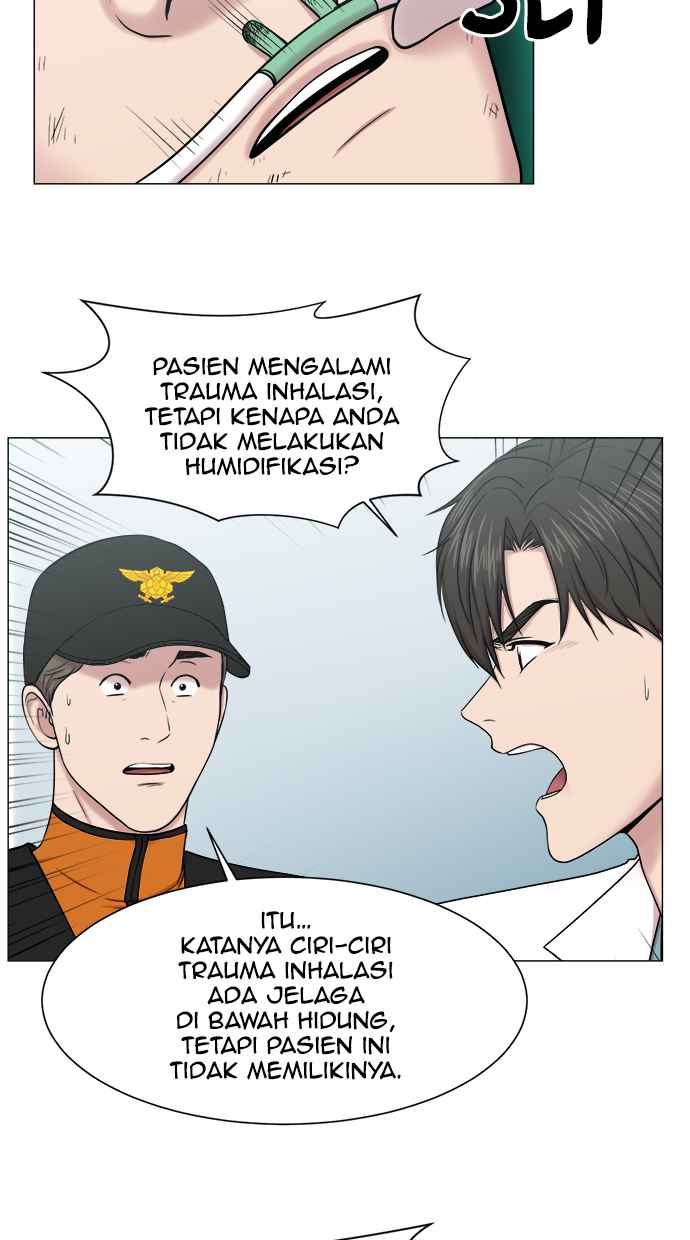 PASIEN MENGALAMI
TRAUMA INHALASI,
TETAPI KENAPA ANDA
TIDAK MELAKUKAN
HUMIDIFIKASI?
ITU...
KATANYA CIRI-CIRI
TRAUMA INHALASI
ADA JELAGA
DI BAWAH HIDUNG,
TETAPI PASIEN INI
TIDAK MEMILIKINYA.